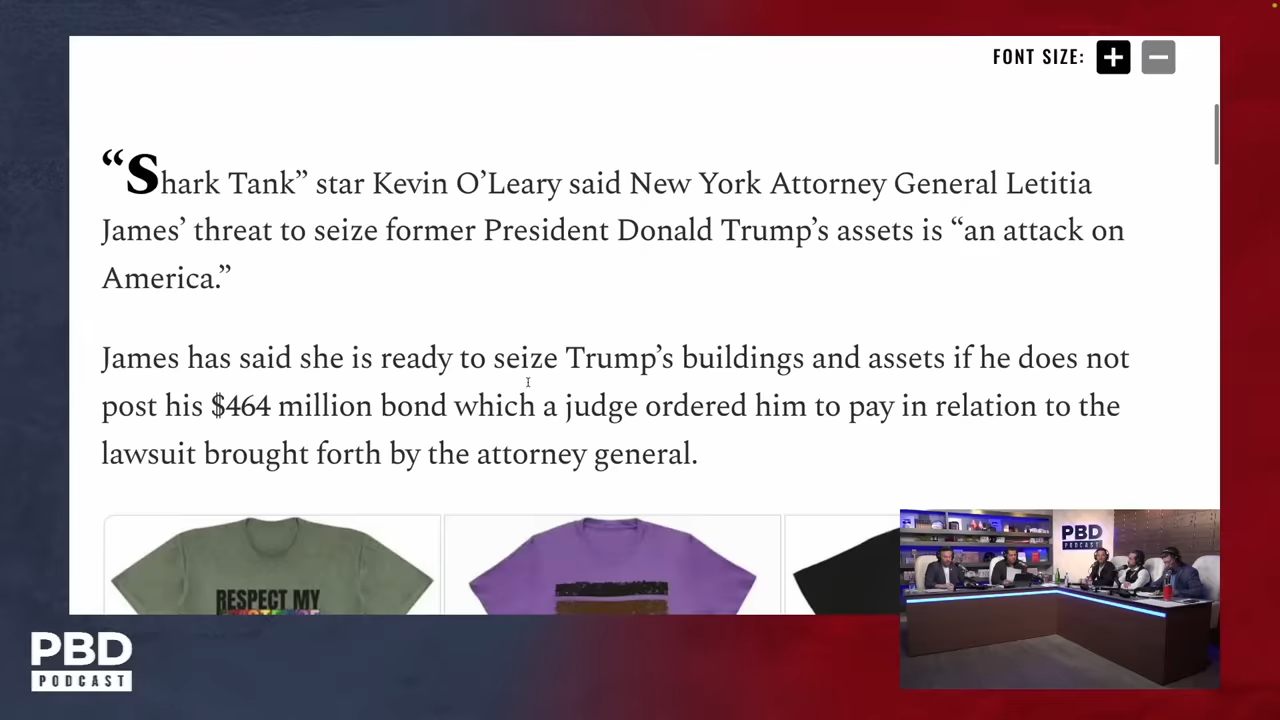 FONT SIZE: + −
“Shark Tank” star Kevin O’Leary said New York Attorney General Letitia
James’ threat to seize former President Donald Trump’s assets is “an attack on
America.”
James has said she is ready to seize Trump’s buildings and assets if he does not
post his $464 million bond which a judge ordered him to pay in relation to the
lawsuit brought forth by the attorney general.
RESPECT MY
PBD
PODCAST
PBD
PODCAST